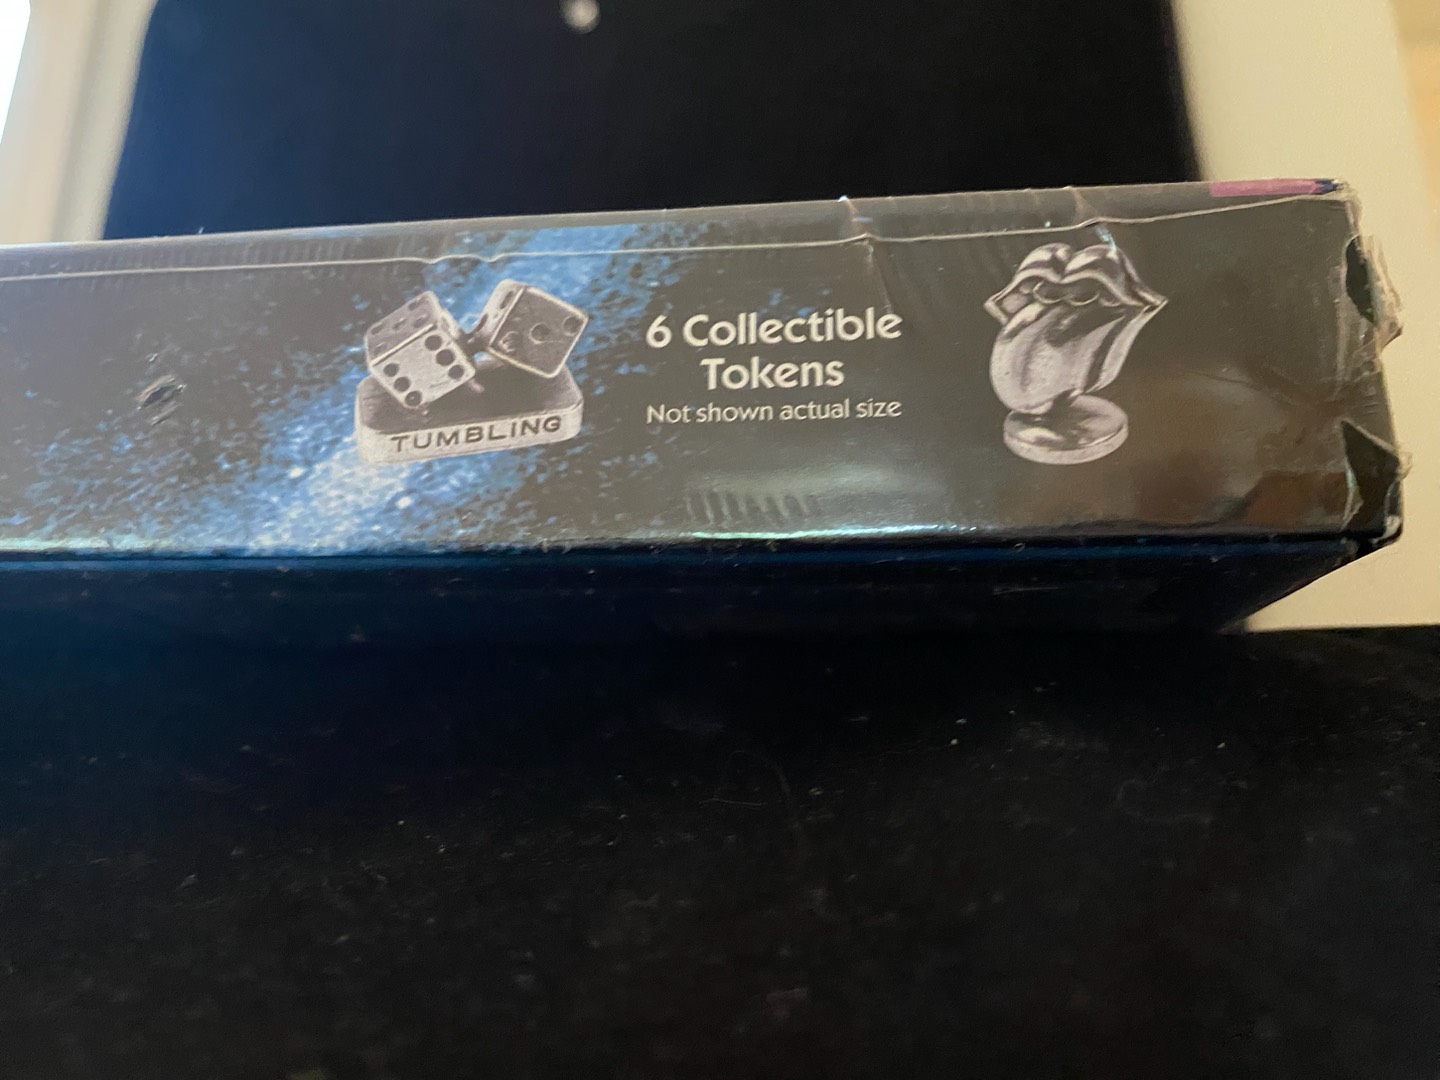 6 Collectible
Tokens
Not shown actual size
TUMBLING